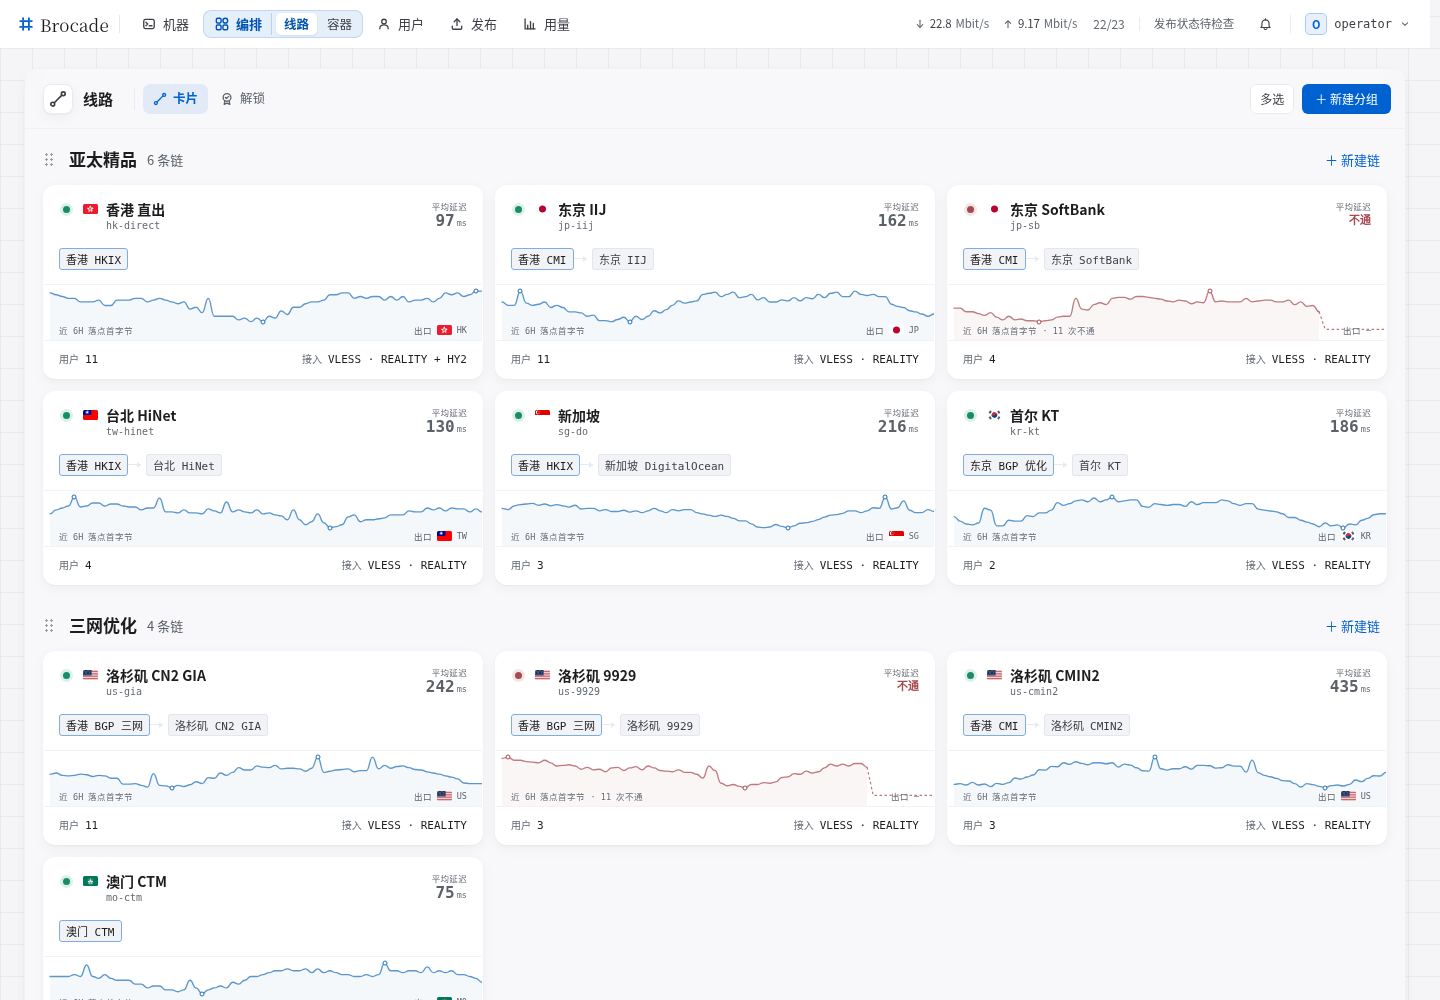 Brocade
机器
编排
线路
容器
用户
发布
用量
↓ 22.8 Mbit/s ↑ 9.17 Mbit/s 22/23
发布状态待检查
O operator
线路
卡片
解锁
多选
+ 新建分组
亚太精品 6 条链
+ 新建链
香港 直出
hk-direct
平均延迟
97 ms
香港 HKIX
近 6H 落点首字节
出口 HK
用户 11
接入 VLESS · REALITY + HY2
东京 IIJ
jp-iij
平均延迟
162 ms
香港 CMI
东京 IIJ
近 6H 落点首字节
出口 JP
用户 11
接入 VLESS · REALITY
东京 SoftBank
jp-sb
平均延迟
不通
香港 CMI
东京 SoftBank
近 6H 落点首字节 · 11 次不通
出口
用户 4
接入 VLESS · REALITY
台北 HiNet
tw-hinet
平均延迟
130 ms
香港 HKIX
台北 HiNet
近 6H 落点首字节
出口 TW
用户 4
接入 VLESS · REALITY
新加坡
sg-do
平均延迟
216 ms
香港 HKIX
新加坡 DigitalOcean
近 6H 落点首字节
出口 SG
用户 3
接入 VLESS · REALITY
首尔 KT
kr-kt
平均延迟
186 ms
东京 BGP 优化
首尔 KT
近 6H 落点首字节
出口 KR
用户 2
接入 VLESS · REALITY
三网优化 4 条链
+ 新建链
洛杉矶 CN2 GIA
us-gia
平均延迟
242 ms
香港 BGP 三网
洛杉矶 CN2 GIA
近 6H 落点首字节
出口 US
用户 11
接入 VLESS · REALITY
洛杉矶 9929
us-9929
平均延迟
不通
香港 BGP 三网
洛杉矶 9929
近 6H 落点首字节 · 11 次不通
出口
用户 3
接入 VLESS · REALITY
洛杉矶 CMIN2
us-cmin2
平均延迟
435 ms
香港 CMI
洛杉矶 CMIN2
近 6H 落点首字节
出口 US
用户 3
接入 VLESS · REALITY
澳门 CTM
mo-ctm
平均延迟
75 ms
澳门 CTM